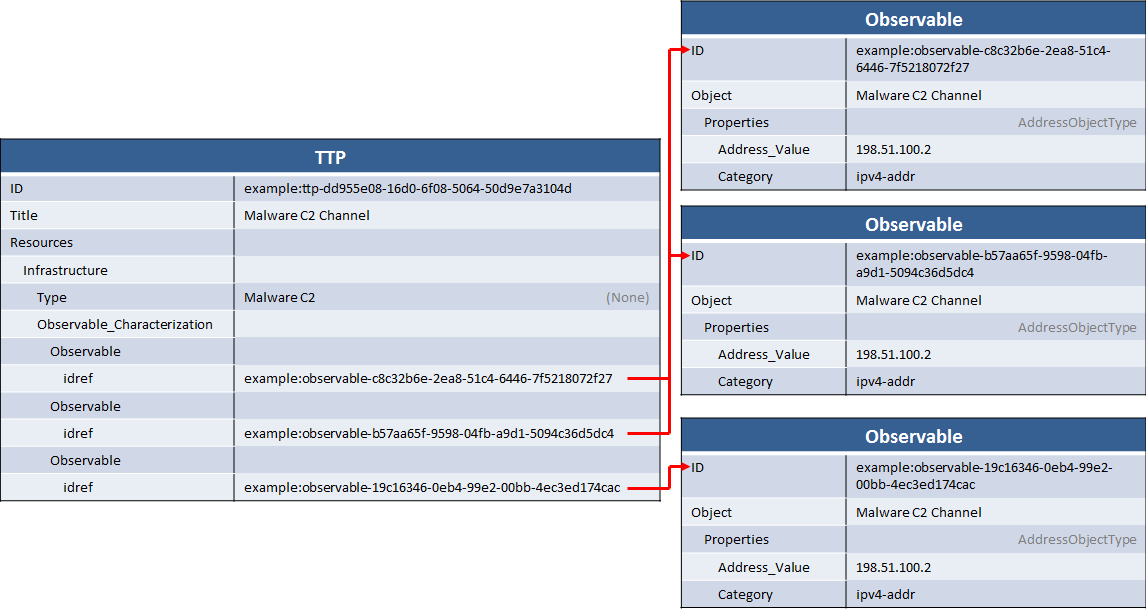 TTP
ID example:ttp-dd955e08-16d0-6f08-5064-50d9e7a3104d
Title Malware C2 Channel
Resources
Infrastructure
Type Malware C2 (None)
Observable_Characterization
Observable
idref example:observable-c8c32b6e-2ea8-51c4-6446-7f5218072f27
Observable
idref example:observable-b57aa65f-9598-04fb-a9d1-5094c36d5dc4
Observable
idref example:observable-19c16346-0eb4-99e2-00bb-4ec3ed174cac
Observable
ID example:observable-c8c32b6e-2ea8-51c4-
6446-7f5218072f27
Object Malware C2 Channel
Properties AddressObjectType
Address_Value 198.51.100.2
Category ipv4-addr
Observable
ID example:observable-b57aa65f-9598-04fb-
a9d1-5094c36d5dc4
Object Malware C2 Channel
Properties AddressObjectType
Address_Value 198.51.100.2
Category ipv4-addr
Observable
ID example:observable-19c16346-0eb4-99e2-
00bb-4ec3ed174cac
Object Malware C2 Channel
Properties AddressObjectType
Address_Value 198.51.100.2
Category ipv4-addr